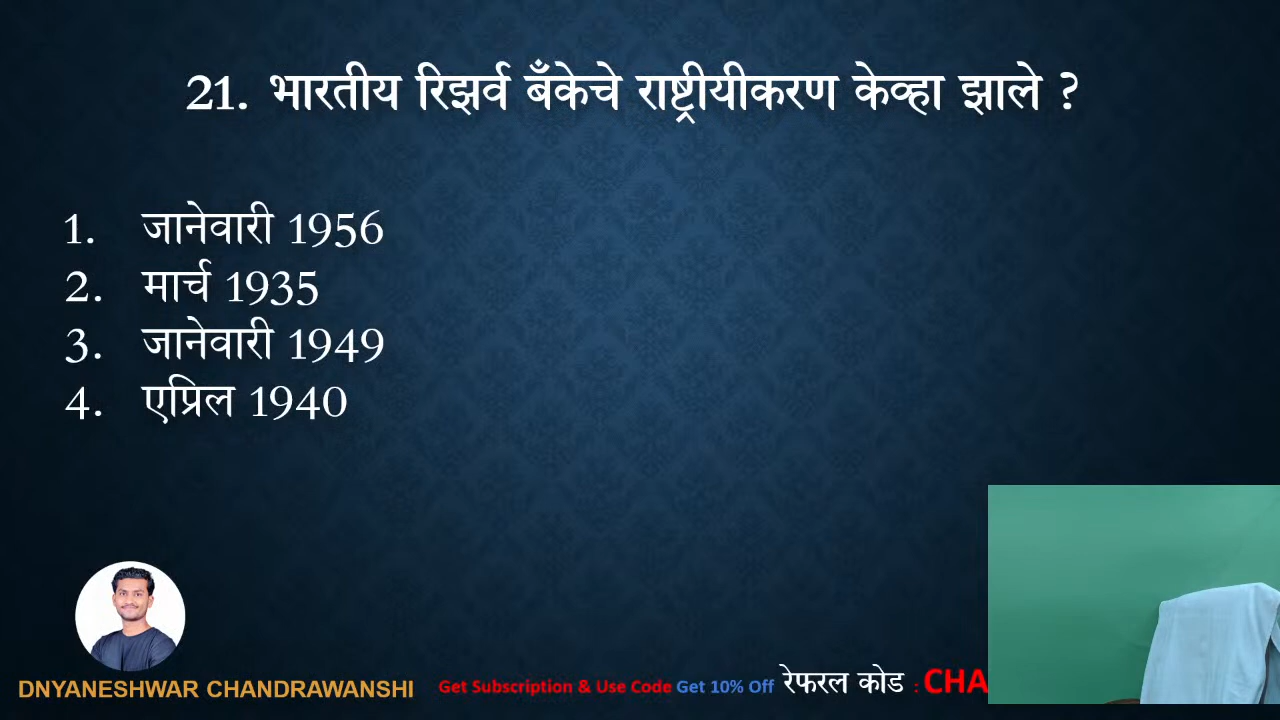 21. भारतीय रिझर्व बँकेचे राष्ट्रीयीकरण केव्हा झाले ?
1. जानेवारी 1956
2. मार्च 1935
3. जानेवारी 1949
4. एप्रिल 1940
DNYANESHWAR CHANDRAWANSHI
Get Subscription & Use Code Get 10% Off रेफरल कोड : CHA